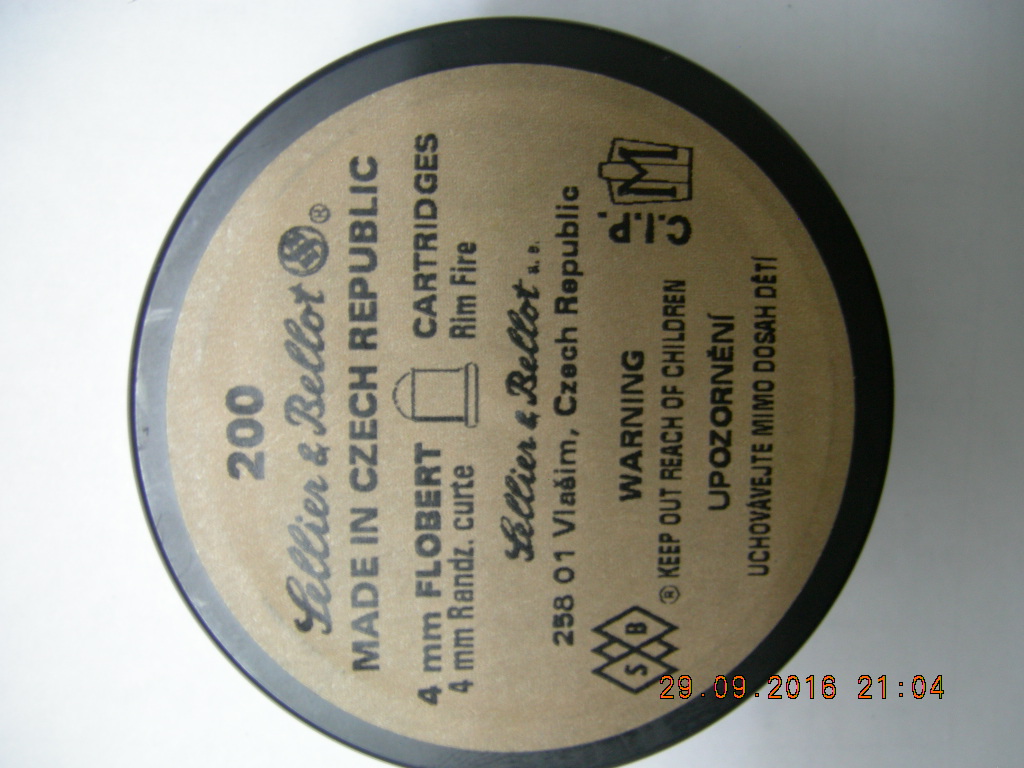 200
Sellier & Bellot ®
MADE IN CZECH REPUBLIC
4 mm FLOBERT CARTRIDGES
4 mm Randz. curte Rim Fire
Sellier & Bellot a. s.
258 01 Vlašim, Czech Republic
S B
WARNING
® KEEP OUT REACH OF CHILDREN
UPOZORNĚNÍ
UCHOVÁVEJTE MIMO DOSAH DĚTÍ
29.09.2016 21:04